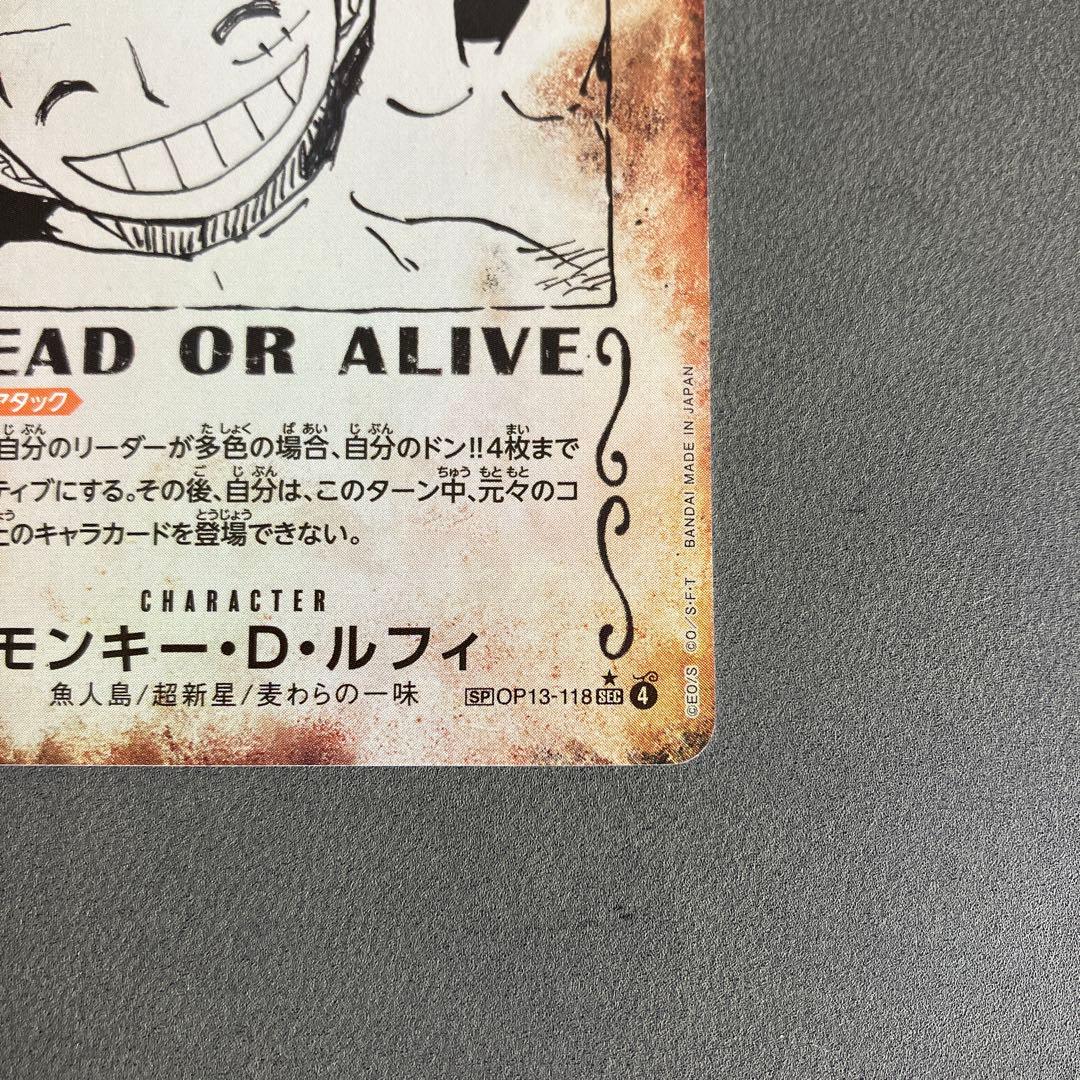 EAD OR ALIVE
アタック
自分のリーダーが多色の場合、自分のドン!!4枚まで
ティブにする。その後、自分は、このターン中、元々のコ
上のキャラカードを登場できない。
CHARACTER
モンキー・D・ルフィ
魚人島/超新星/麦わらの一味
SP OP13-118 SEC 4
©E.O/S ©O/S・F・T BANDAI MADE IN JAPAN